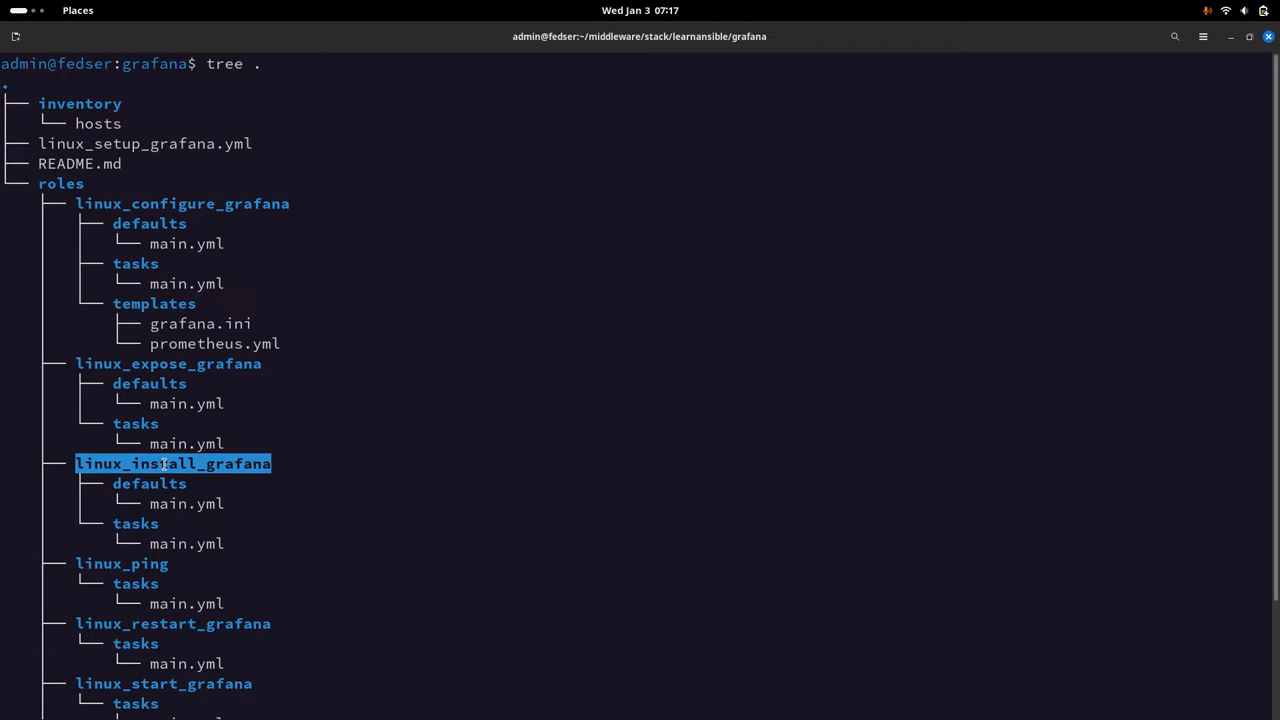 Places
Wed Jan 3 07:17
admin@fedser:~/middleware/stack/learnansible/grafana
admin@fedser:grafana$ tree .
.
├── inventory
│   └── hosts
├── linux_setup_grafana.yml
├── README.md
└── roles
    ├── linux_configure_grafana
    │   ├── defaults
    │   │   └── main.yml
    │   ├── tasks
    │   │   └── main.yml
    │   └── templates
    │       ├── grafana.ini
    │       └── prometheus.yml
    ├── linux_expose_grafana
    │   ├── defaults
    │   │   └── main.yml
    │   └── tasks
    │       └── main.yml
    ├── linux_install_grafana
    │   ├── defaults
    │   │   └── main.yml
    │   └── tasks
    │       └── main.yml
    ├── linux_ping
    │   └── tasks
    │       └── main.yml
    ├── linux_restart_grafana
    │   └── tasks
    │       └── main.yml
    ├── linux_start_grafana
    │   └── tasks